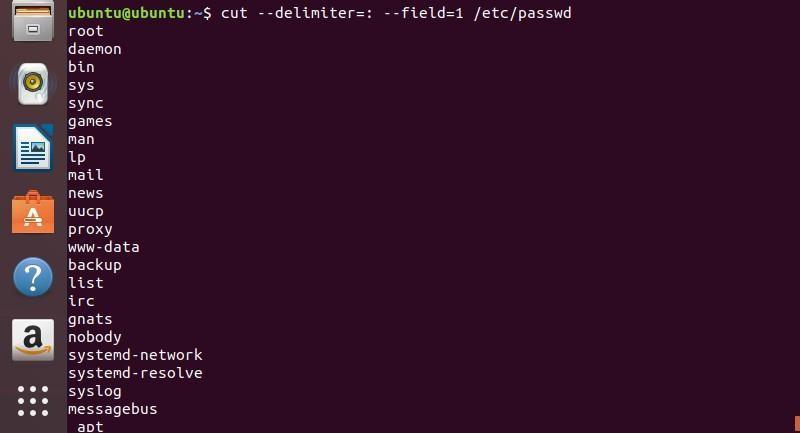 ubuntu@ubuntu:~$ cut --delimiter=: --field=1 /etc/passwd
root
daemon
bin
sys
sync
games
man
lp
mail
news
uucp
proxy
www-data
backup
list
irc
gnats
nobody
systemd-network
systemd-resolve
syslog
messagebus
_apt